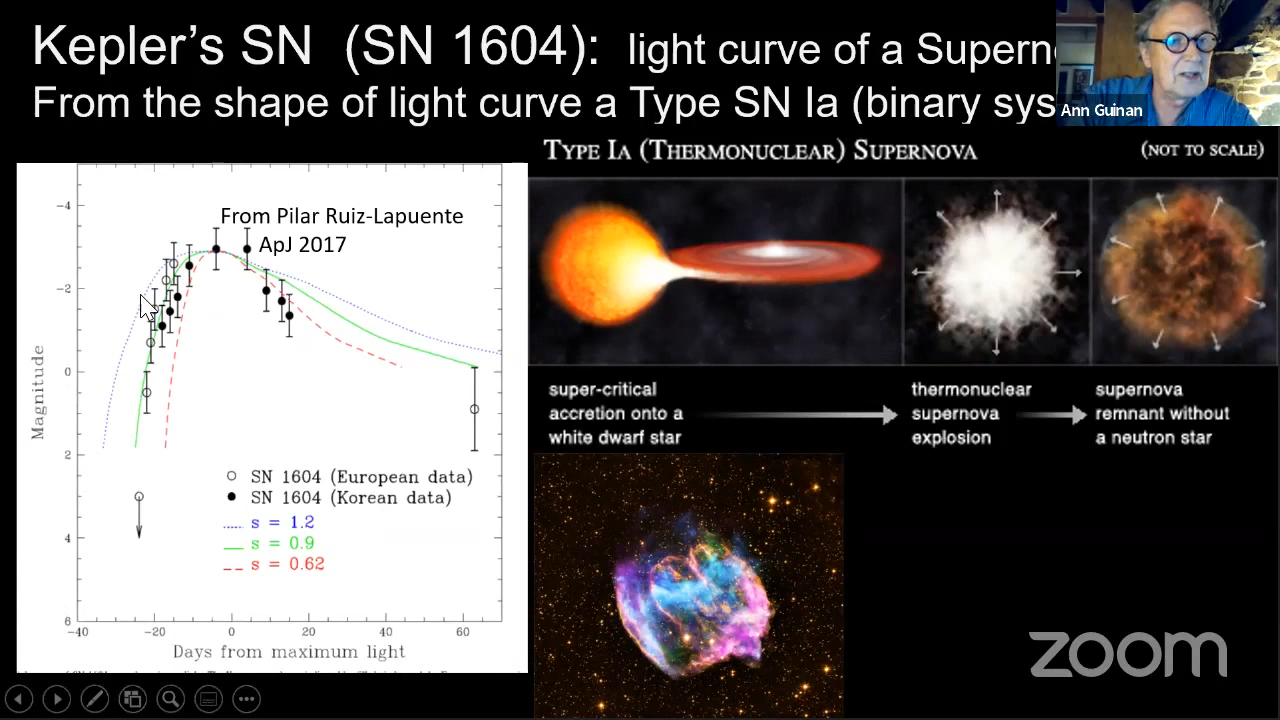 Kepler's SN (SN 1604): light curve of a
From the shape of light curve a Type SN Ia (binary
Ann Guinan
TYPE IA (THERMONUCLEAR) SUPERNOVA
(NOT TO SCALE)
From Pilar Ruiz-Lapuente
ApJ 2017
-4
-2
0
2
4
6
Magnitude
SN 1604 (European data)
SN 1604 (Korean data)
s = 1.2
s = 0.9
s = 0.62
-40
-20
0
20
40
60
Days from maximum light
super-critical
accretion onto a
white dwarf star
thermonuclear
supernova
explosion
supernova
remnant without
a neutron star
zoom